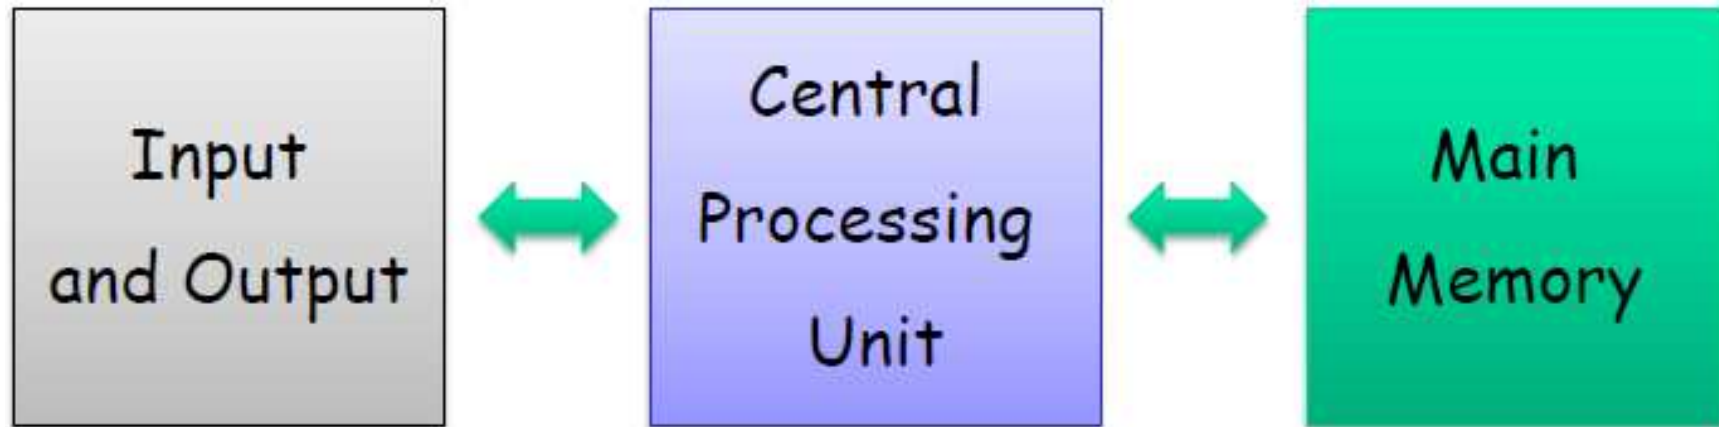 Input
and Output
Central
Processing
Unit
Main
Memory